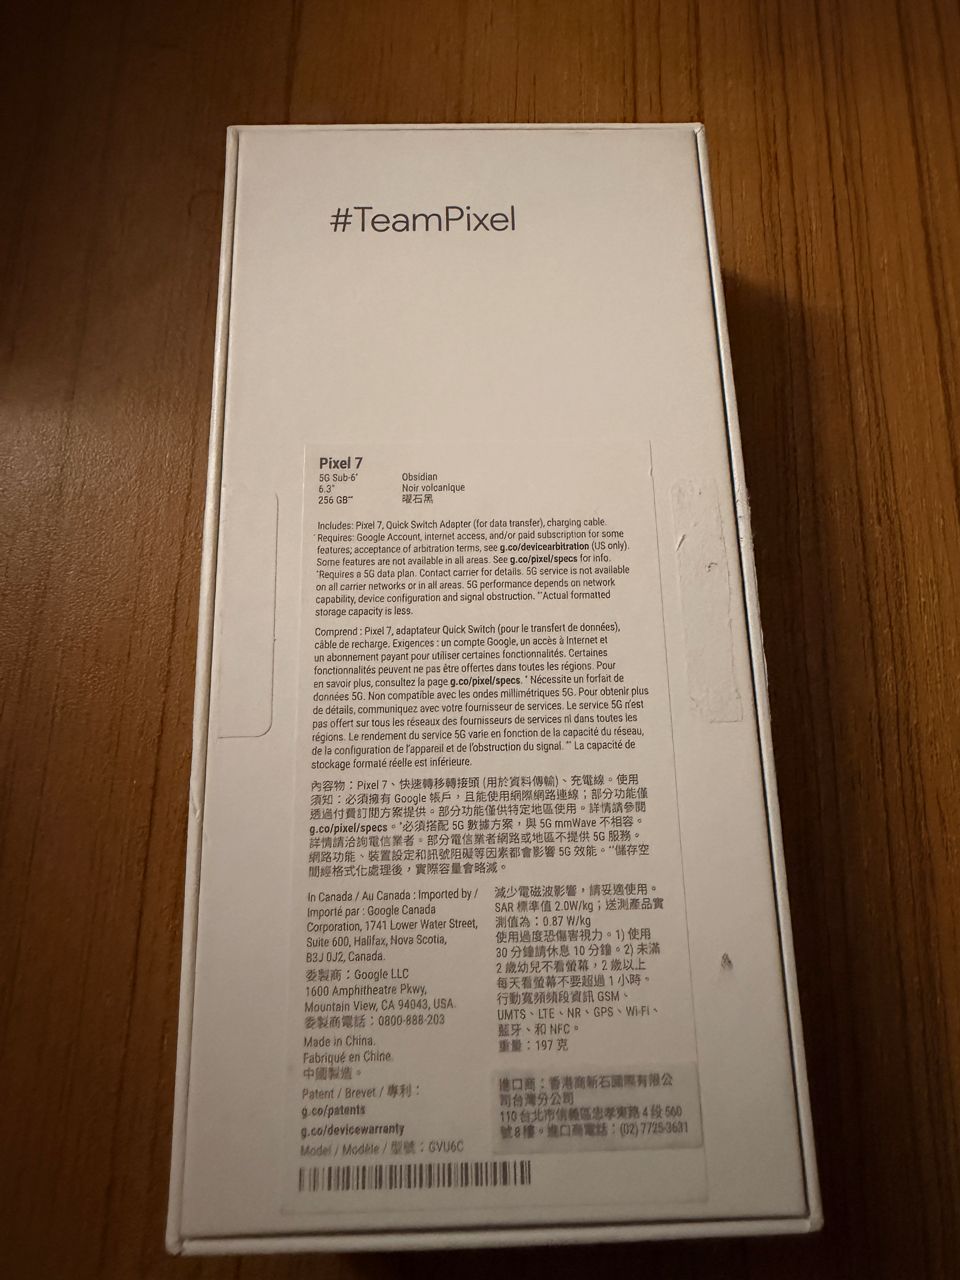 #TeamPixel
Pixel 7
5G Sub-6*
6.3"
256 GB**
Obsidian
Noir volcanique
曜石黑
Includes: Pixel 7, Quick Switch Adapter (for data transfer), charging cable.
*Requires: Google Account, internet access, and/or paid subscription for some
features; acceptance of arbitration terms, see g.co/devicearbitration (US only).
Some features are not available in all areas. See g.co/pixel/specs for info.
*Requires a 5G data plan. Contact carrier for details. 5G service is not available
on all carrier networks or in all areas. 5G performance depends on network
capability, device configuration and signal obstruction. **Actual formatted
storage capacity is less.
Comprend : Pixel 7, adaptateur Quick Switch (pour le transfert de données),
câble de recharge. Exigences : un compte Google, un accès à Internet et
un abonnement payant pour utiliser certaines fonctionnalités. Certaines
fonctionnalités peuvent ne pas être offertes dans toutes les régions. Pour
en savoir plus, consultez la page g.co/pixel/specs. * Nécessite un forfait de
données 5G. Non compatible avec les ondes millimétriques 5G. Pour obtenir plus
de détails, communiquez avec votre fournisseur de services. Le service 5G n'est
pas offert sur tous les réseaux des fournisseurs de services ni dans toutes les
régions. Le rendement du service 5G varie en fonction de la capacité du réseau,
de la configuration de l'appareil et de l'obstruction du signal. ** La capacité de
stockage formaté réelle est inférieure.
內容物：Pixel 7、快速轉移轉接頭 (用於資料傳輸)、充電線。使用
須知：必須擁有 Google 帳戶，且能使用網際網路連線；部分功能僅
透過付費訂閱方案提供。部分功能僅供特定地區使用。詳情請參閱
g.co/pixel/specs。*必須搭配 5G 數據方案，與 5G mmWave 不相容。
詳情請洽詢電信業者。部分電信業者網路或地區不提供 5G 服務。
網路功能、裝置設定和訊號阻礙等因素都會影響 5G 效能。**儲存空
間經格式化處理後，實際容量會略減。
In Canada / Au Canada : Imported by /
Importé par : Google Canada
Corporation, 1741 Lower Water Street,
Suite 600, Halifax, Nova Scotia,
B3J 0J2, Canada.
委製商：Google LLC
1600 Amphitheatre Pkwy,
Mountain View, CA 94043, USA.
委製商電話：0800-888-203
Made in China.
Fabriqué en Chine.
中國製造。
Patent / Brevet / 專利：
g.co/patents
g.co/devicewarranty
Model / Modèle / 型號：GVU6C
減少電磁波影響，請妥適使用。
SAR 標準值 2.0W/kg；送測產品實
測值為：0.87 W/kg
使用過度恐傷害視力。1) 使用
30 分鐘請休息 10 分鐘。2) 未滿
2 歲幼兒不看螢幕，2 歲以上
每天看螢幕不要超過 1 小時。
行動寬頻頻段資訊 GSM、
UMTS、LTE、NR、GPS、Wi-Fi、
藍牙、和 NFC。
重量：197 克
進口商：香港商新石國際有限公
司台灣分公司
110 台北市信義區忠孝東路 4 段 560
號 8 樓。進口商電話：(02) 7725-3631